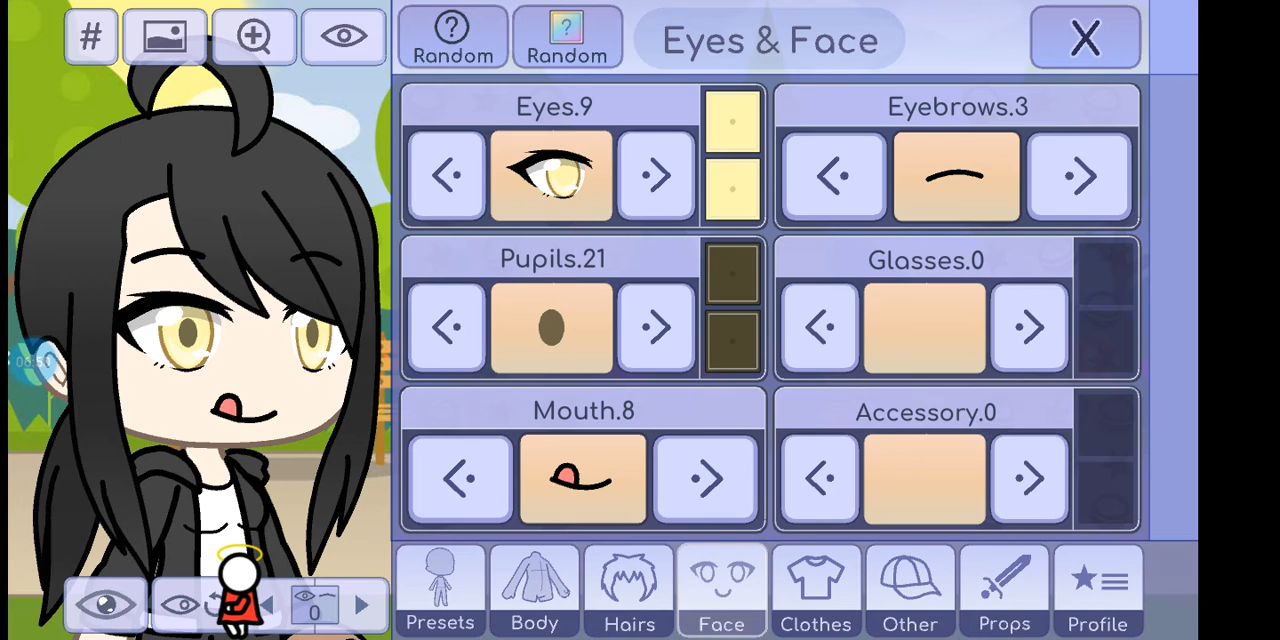 #
? Random
? Random
Eyes & Face
X
Eyes.9
Eyebrows.3
Pupils.21
Glasses.0
Mouth.8
Accessory.0
0
Presets
Body
Hairs
Face
Clothes
Other
Props
Profile